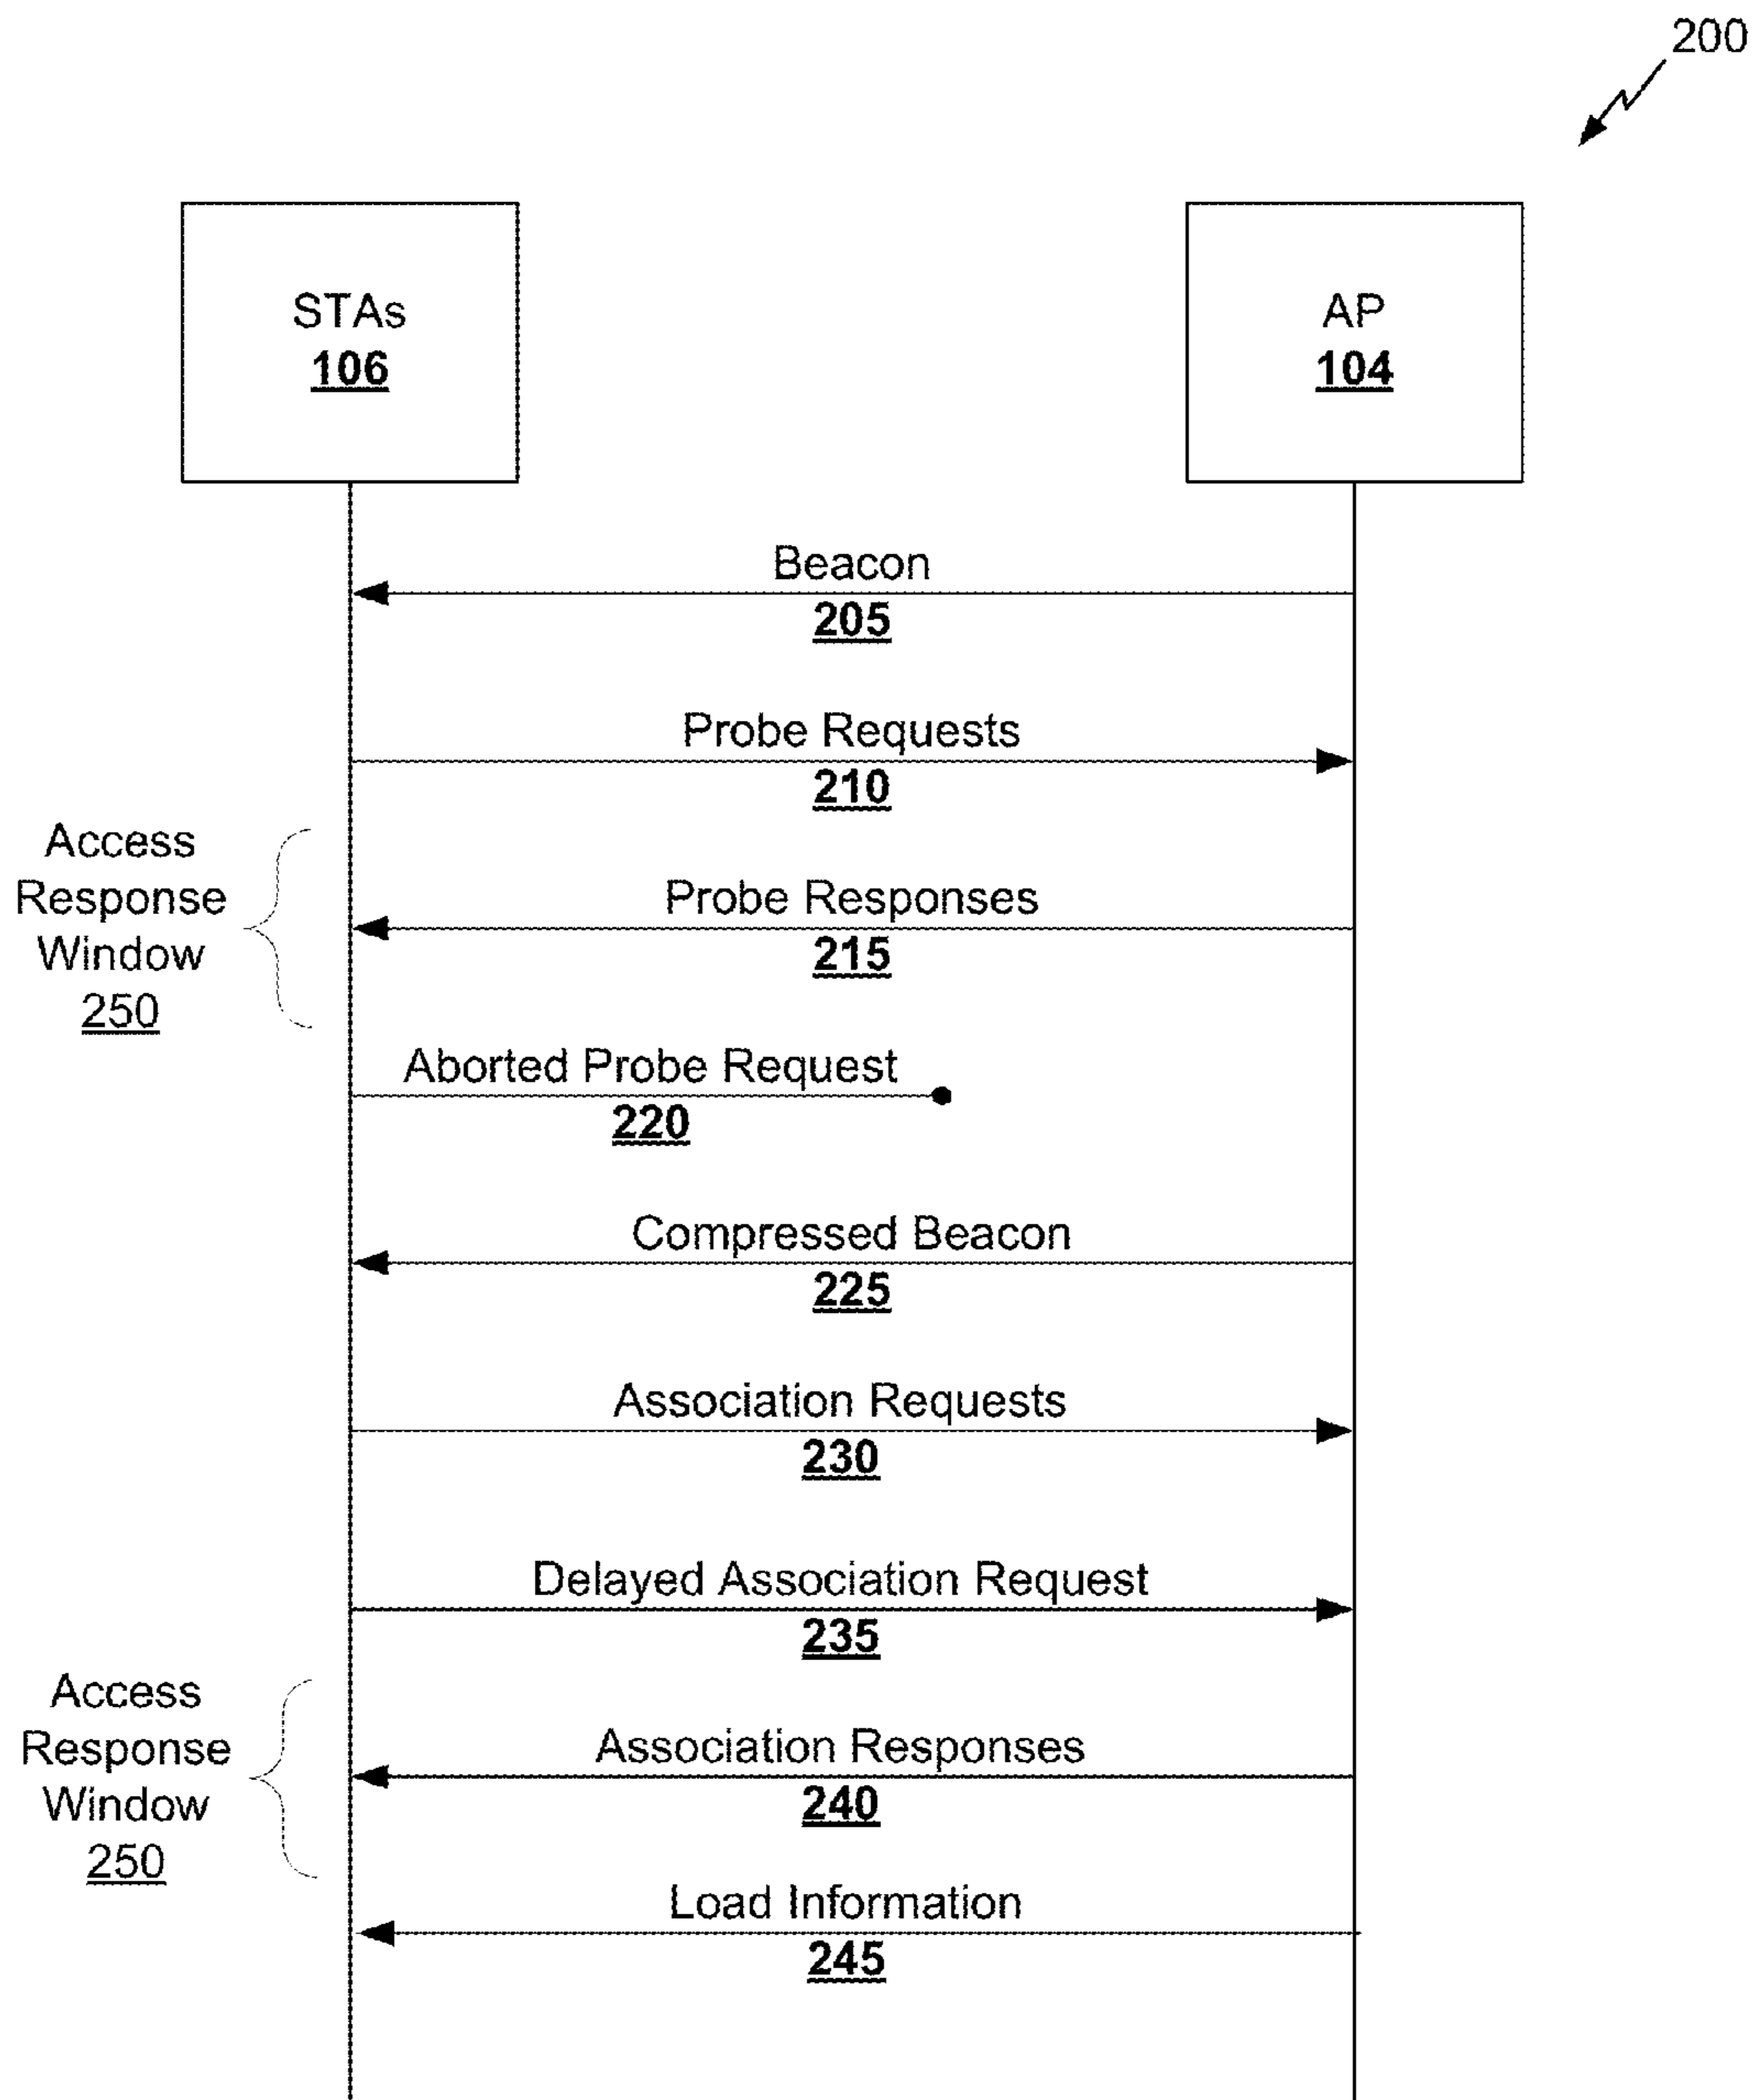 200
STAs
106
AP
104
Beacon
205
Probe Requests
210
Access
Response
Window
250
Probe Responses
215
Aborted Probe Request
220
Compressed Beacon
225
Association Requests
230
Delayed Association Request
235
Access
Response
Window
250
Association Responses
240
Load Information
245